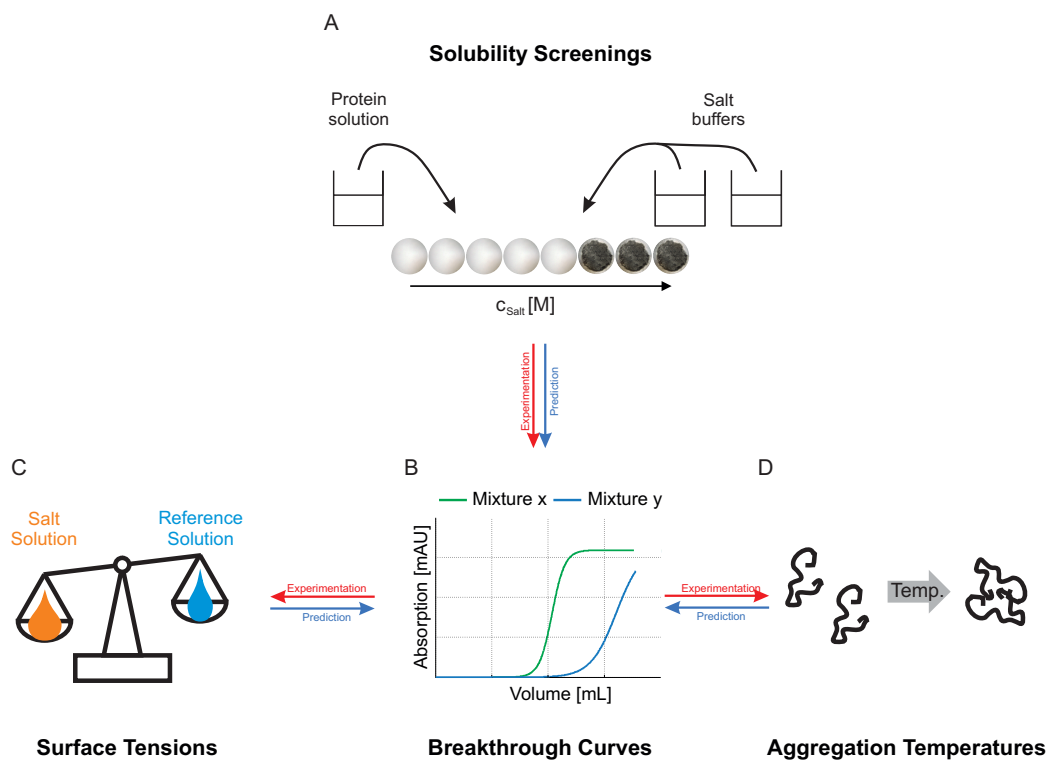 A
Solubility Screenings
Protein
solution
Salt
buffers
cSalt [M]
Experimentation
Prediction
C
Salt
Solution
Reference
Solution
Experimentation
Prediction
Surface Tensions
B
Mixture x
Mixture y
Absorption [mAU]
Volume [mL]
Breakthrough Curves
Experimentation
Prediction
D
Temp.
Aggregation Temperatures